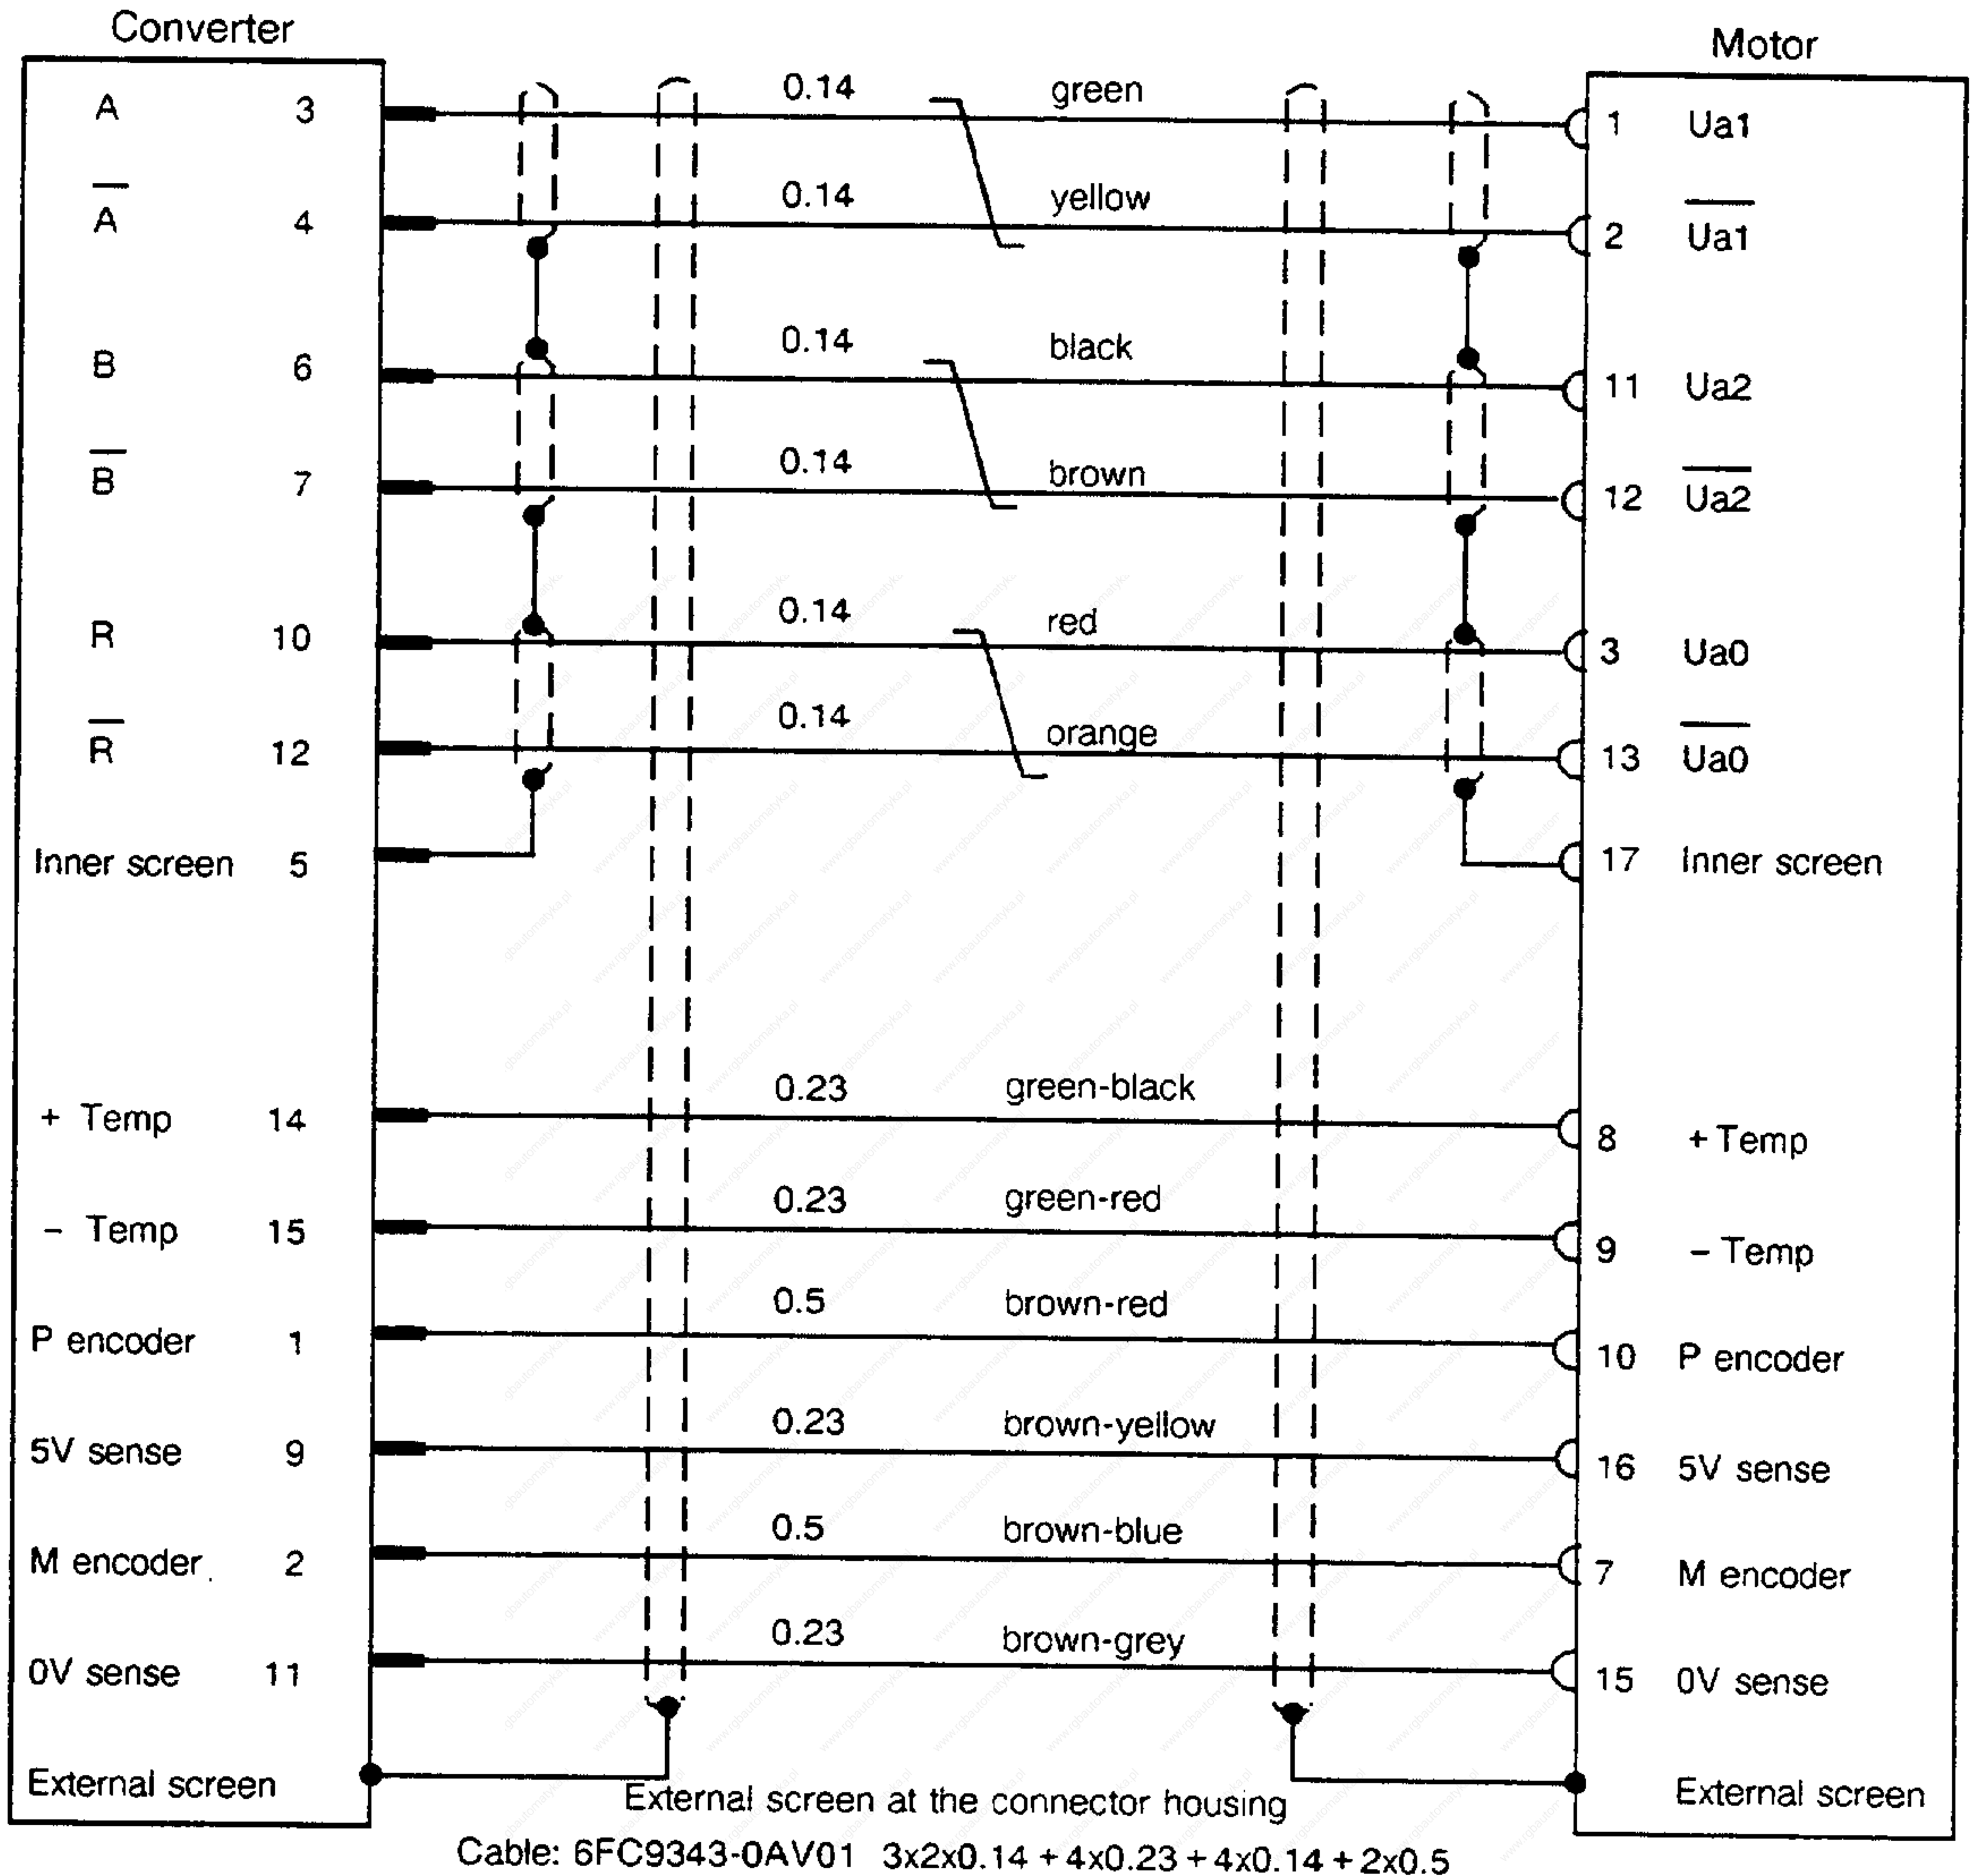 Converter Motor
A 3 0.14 green 1 Ua1
A̅ 4 0.14 yellow 2 U̅a̅1̅
B 6 0.14 black 11 Ua2
B̅ 7 0.14 brown 12 U̅a̅2̅
R 10 0.14 red 3 Ua0
R̅ 12 0.14 orange 13 U̅a̅0̅
Inner screen 5 17 Inner screen
+ Temp 14 0.23 green-black 8 + Temp
– Temp 15 0.23 green-red 9 – Temp
P encoder 1 0.5 brown-red 10 P encoder
5V sense 9 0.23 brown-yellow 16 5V sense
M encoder 2 0.5 brown-blue 7 M encoder
0V sense 11 0.23 brown-grey 15 0V sense
External screen External screen
External screen at the connector housing
Cable: 6FC9343-0AV01 3x2x0.14 + 4x0.23 + 4x0.14 + 2x0.5
www.rgbautomatyka.pl